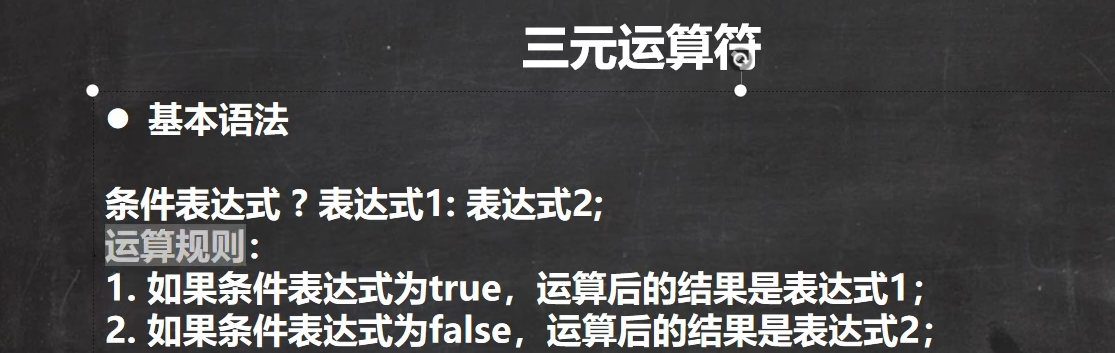 三元运算符
● 基本语法
条件表达式 ? 表达式1: 表达式2;
运算规则：
1. 如果条件表达式为true，运算后的结果是表达式1；
2. 如果条件表达式为false，运算后的结果是表达式2；